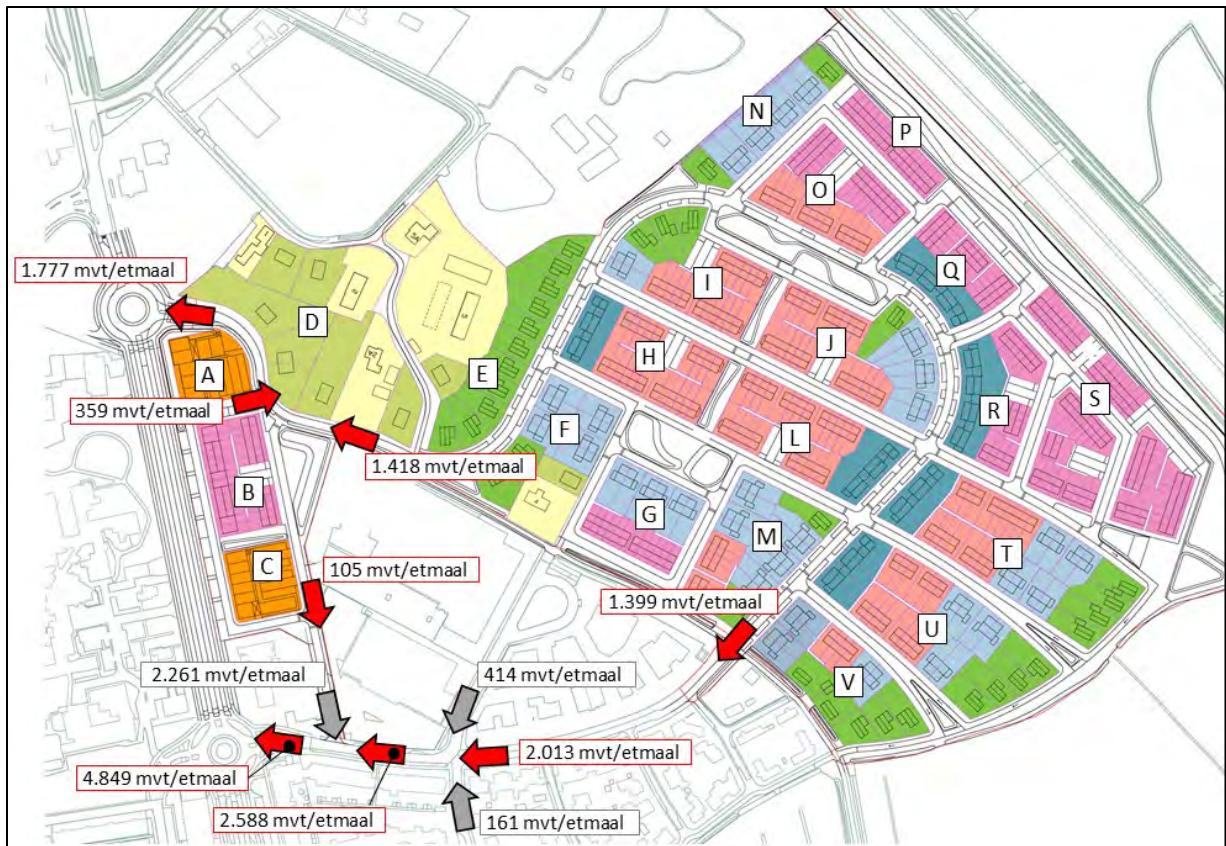 N
P
O
1.777 mvt/etmaal
Q
I
D
J
A
H
E
R
S
359 mvt/etmaal
F
L
1.418 mvt/etmaal
B
G
M
T
C
105 mvt/etmaal
1.399 mvt/etmaal
U
2.261 mvt/etmaal
414 mvt/etmaal
V
4.849 mvt/etmaal
2.013 mvt/etmaal
2.588 mvt/etmaal
161 mvt/etmaal